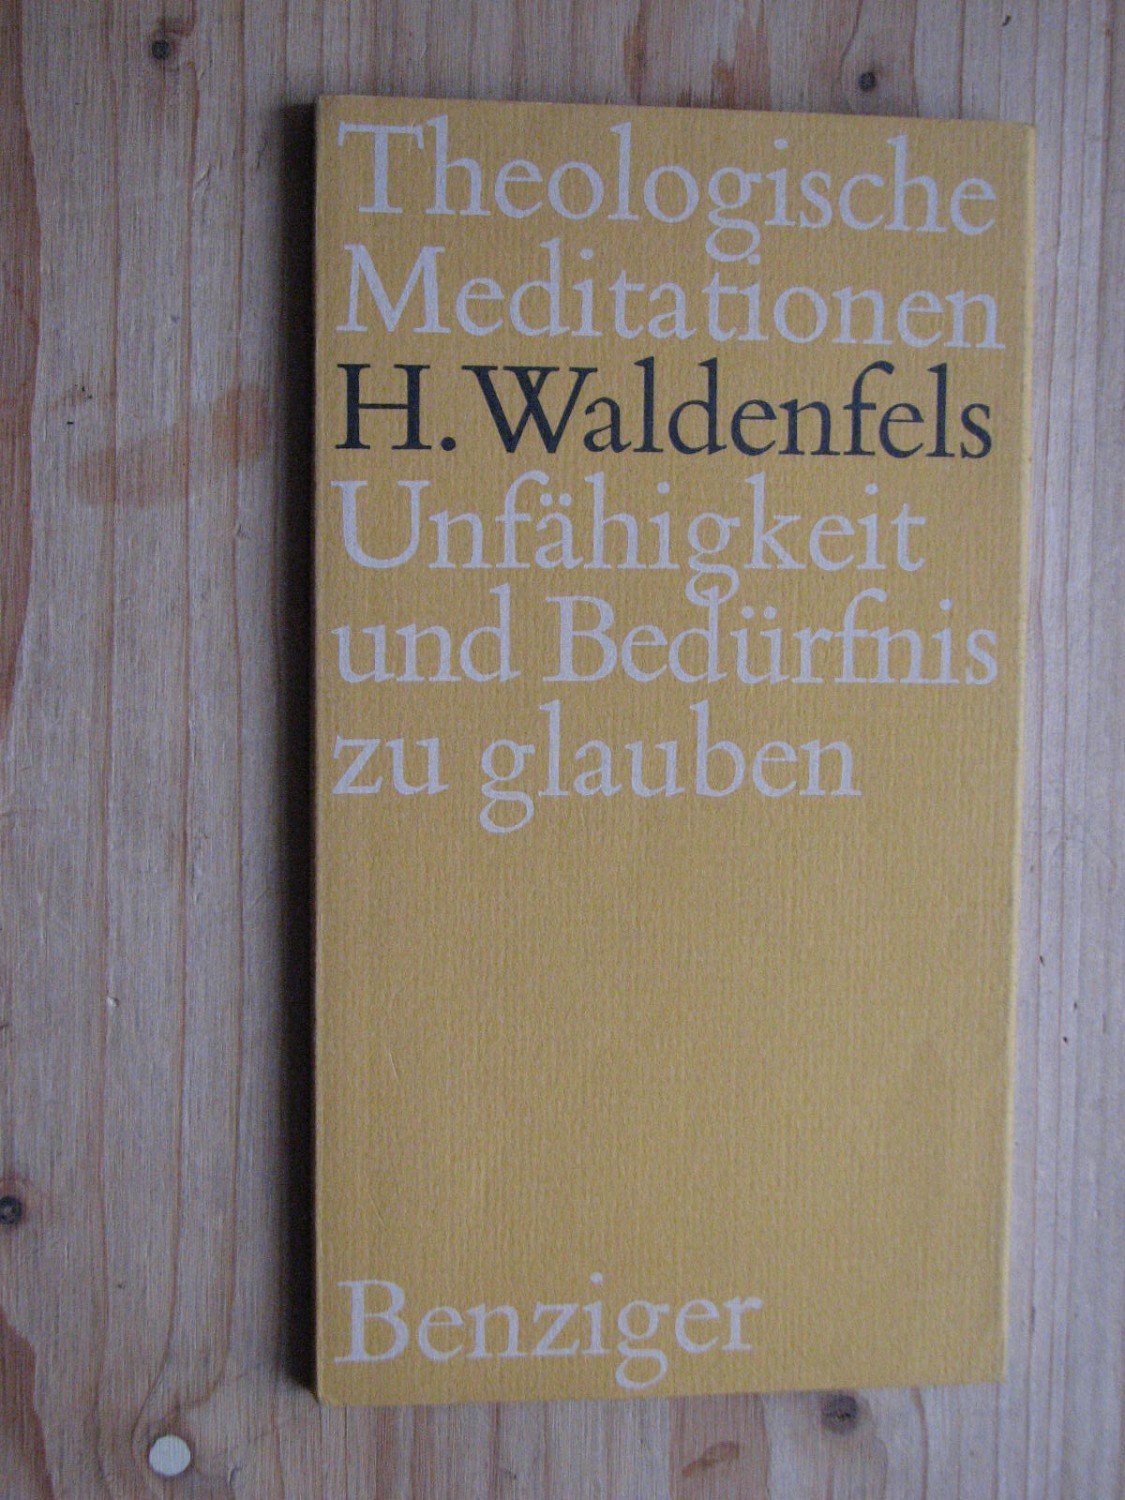 Theologische
Meditationen
H. Waldenfels
Unfähigkeit
und Bedürfnis
zu glauben
Benziger